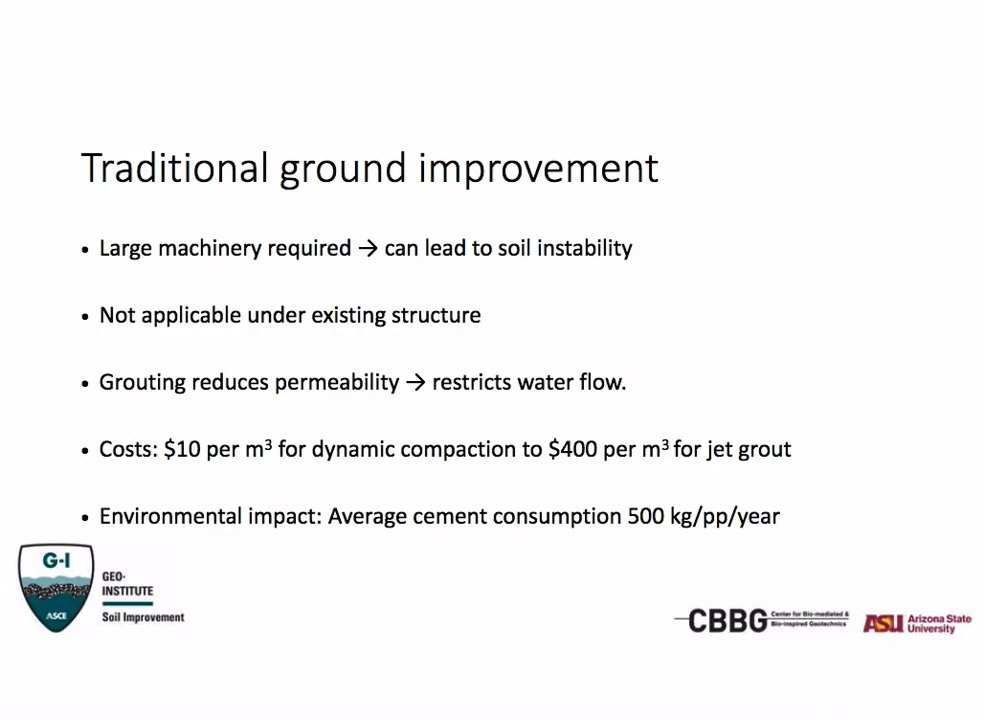 Traditional ground improvement
• Large machinery required → can lead to soil instability
• Not applicable under existing structure
• Grouting reduces permeability → restricts water flow.
• Costs: $10 per m³ for dynamic compaction to $400 per m³ for jet grout
• Environmental impact: Average cement consumption 500 kg/pp/year
G-I
ASCE
GEO-
INSTITUTE
Soil Improvement
CBBG
Center for Bio-mediated &
Bio-inspired Geotechnics
ASU
Arizona State
University